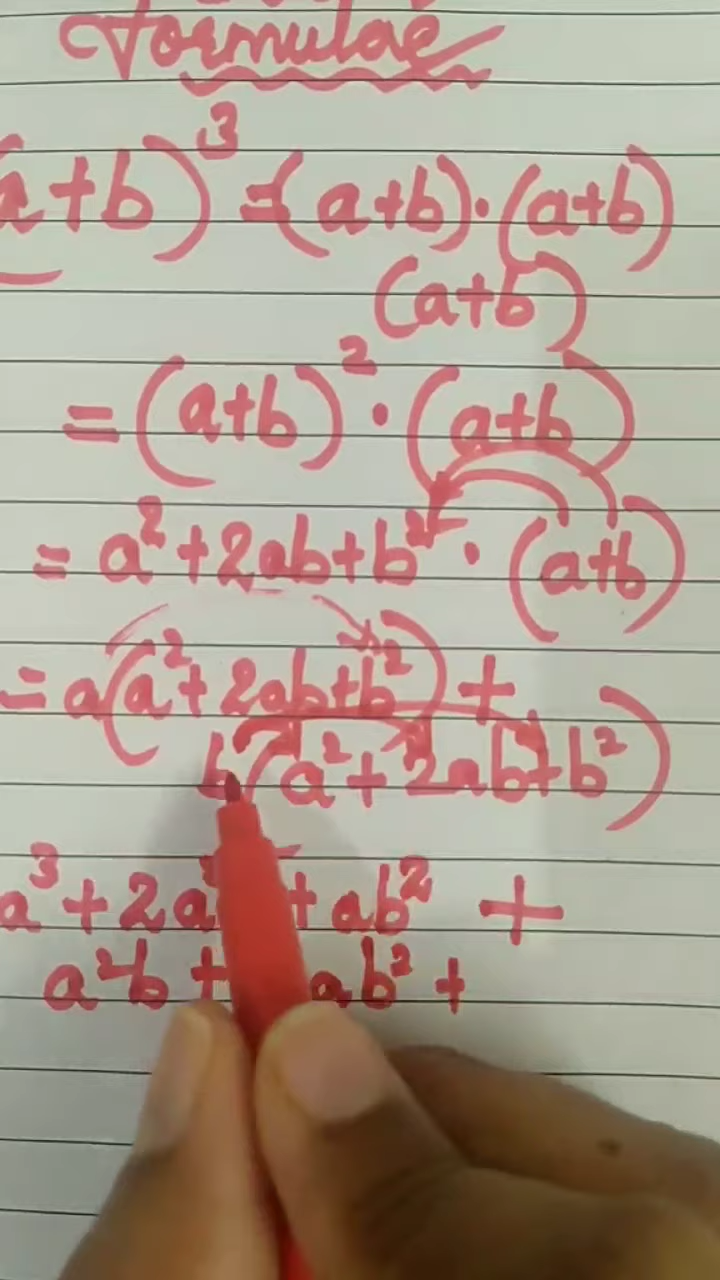 Formulae
a+b)³ = (a+b)·(a+b)
(a+b)
= (a+b)²·(a+b)
= a²+2ab+b²·(a+b)
= a(a²+2ab+b²) +
b(a²+2ab+b²)
a³+2a + ab² +
a²b + ab² +